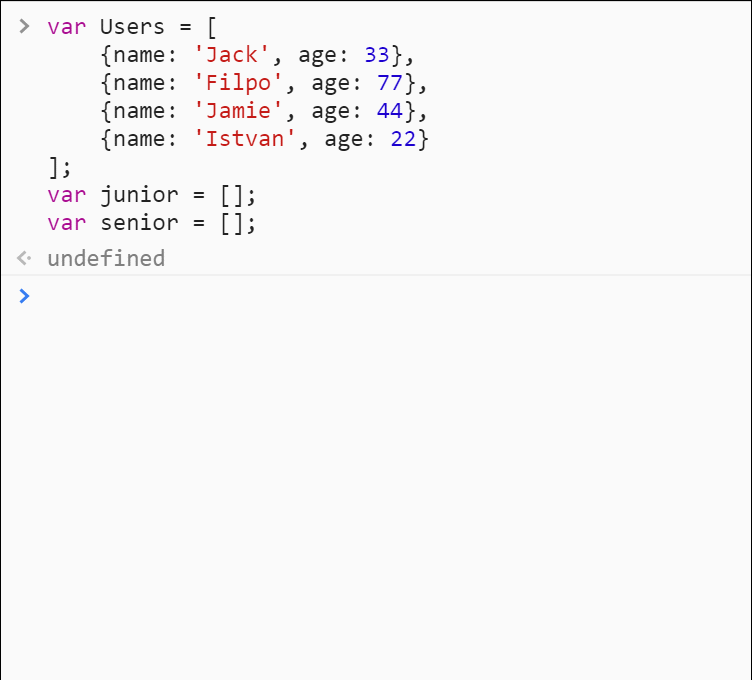 > var Users = [
    {name: 'Jack', age: 33},
    {name: 'Filpo', age: 77},
    {name: 'Jamie', age: 44},
    {name: 'Istvan', age: 22}
];
var junior = [];
var senior = [];
undefined
>